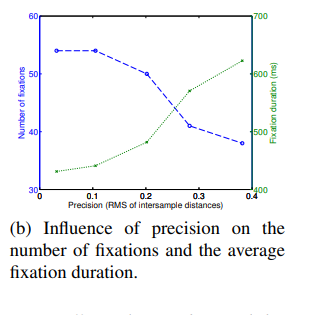 60
700
50
600
40
500
30
400
0
0.1
0.2
0.3
0.4
Number of fixations
Fixation duration (ms)
Precision (RMS of intersample distances)
(b) Influence of precision on the
number of fixations and the average
fixation duration.